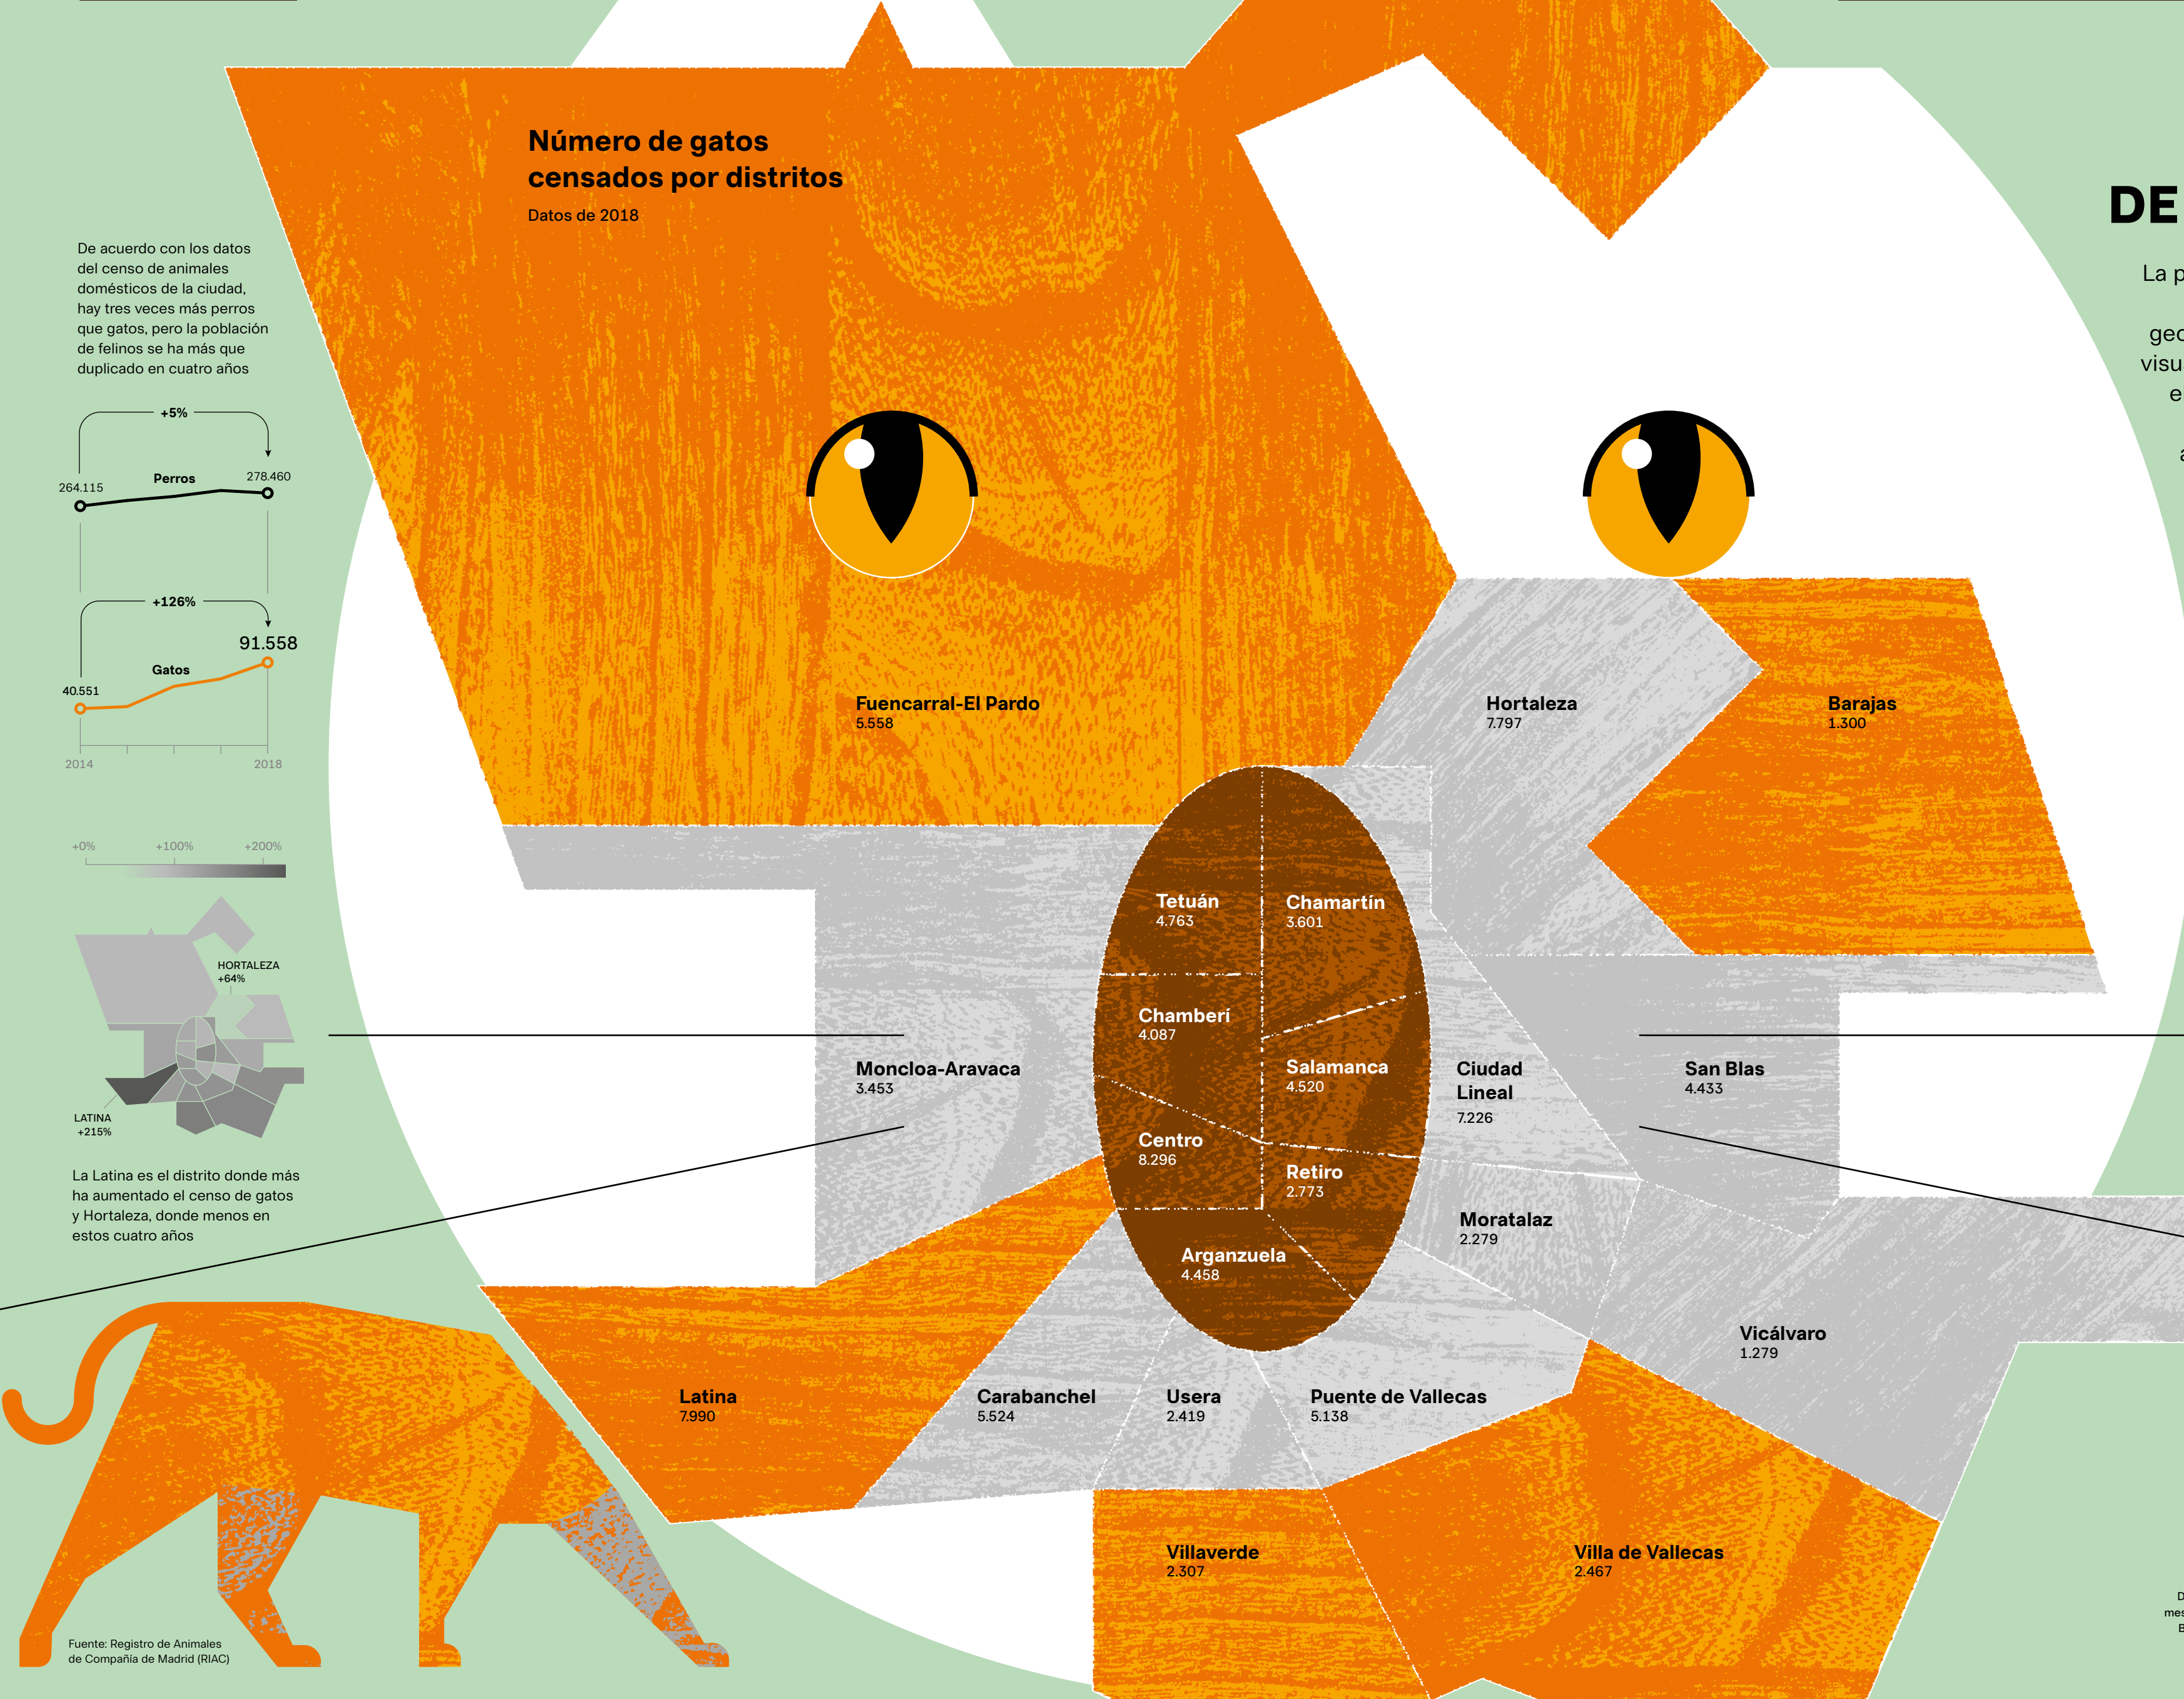 Número de gatos
censados por distritos
Datos de 2018
De acuerdo con los datos
del censo de animales
domésticos de la ciudad,
hay tres veces más perros
que gatos, pero la población
de felinos se ha más que
duplicado en cuatro años
+5%
Perros
264.115
278.460
+126%
91.558
Gatos
40.551
2014
2018
+0%
+100%
+200%
HORTALEZA
+64%
LATINA
+215%
La Latina es el distrito donde más
ha aumentado el censo de gatos
y Hortaleza, donde menos en
estos cuatro años
Fuente: Registro de Animales
de Compañía de Madrid (RIAC)
Fuencarral-El Pardo
5.558
Hortaleza
7.797
Barajas
1.300
Tetuán
4.763
Chamartín
3.601
Chamberí
4.087
Salamanca
4.520
Moncloa-Aravaca
3.453
Ciudad
Lineal
7.226
San Blas
4.433
Centro
8.296
Retiro
2.773
Moratalaz
2.279
Arganzuela
4.458
Vicálvaro
1.279
Latina
7.990
Carabanchel
5.524
Usera
2.419
Puente de Vallecas
5.138
Villaverde
2.307
Villa de Vallecas
2.467
DE
La